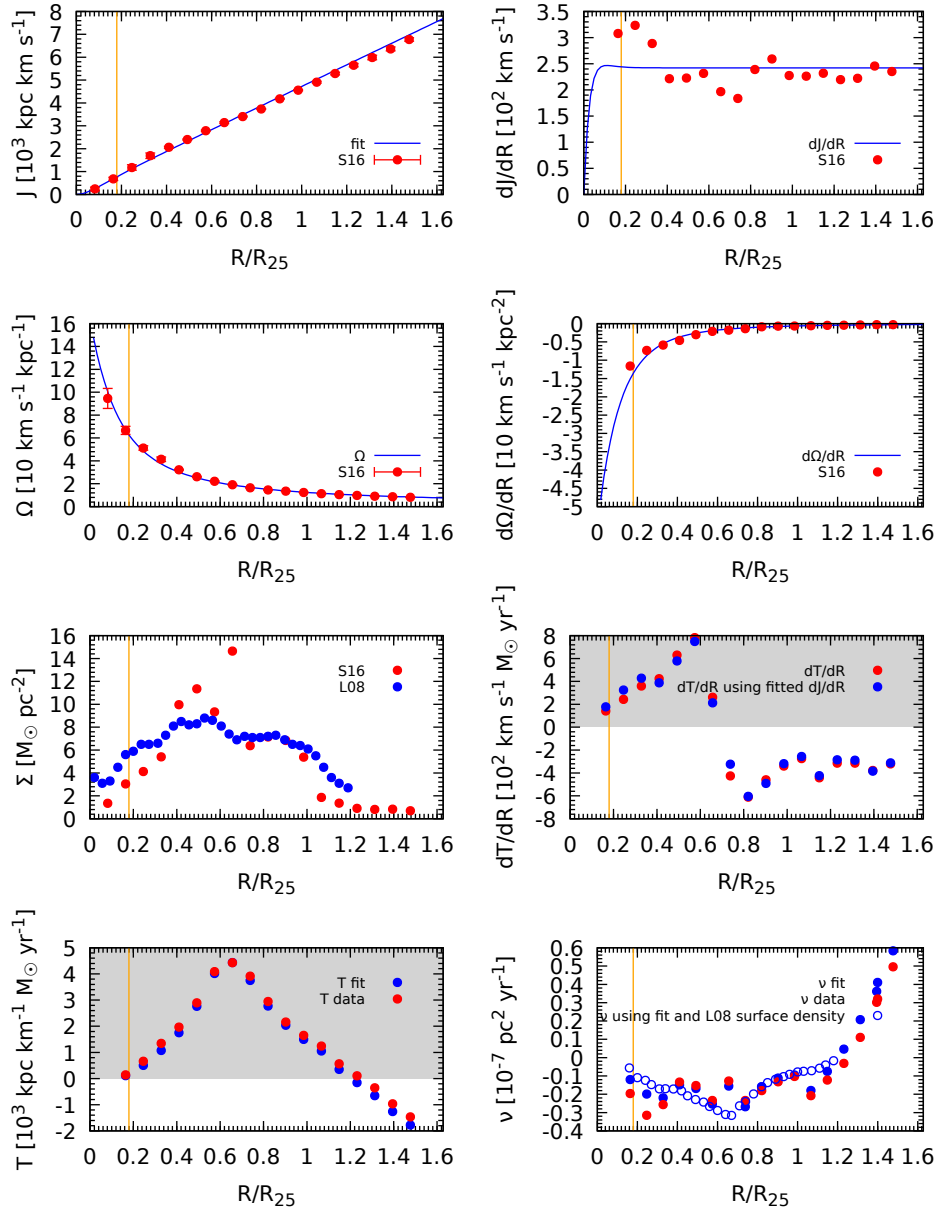 J [10³ kpc km s⁻¹]
8
7
6
5
4
3
2
1
0
fit
S16
0 0.2 0.4 0.6 0.8 1 1.2 1.4 1.6
R/R₂₅
dJ/dR [10² km s⁻¹]
3.5
3
2.5
2
1.5
1
0.5
0
dJ/dR
S16
0 0.2 0.4 0.6 0.8 1 1.2 1.4 1.6
R/R₂₅
Ω [10 km s⁻¹ kpc⁻¹]
16
14
12
10
8
6
4
2
0
Ω
S16
0 0.2 0.4 0.6 0.8 1 1.2 1.4 1.6
R/R₂₅
dΩ/dR [10 km s⁻¹ kpc⁻²]
0
-0.5
-1
-1.5
-2
-2.5
-3
-3.5
-4
-4.5
-5
dΩ/dR
S16
0 0.2 0.4 0.6 0.8 1 1.2 1.4 1.6
R/R₂₅
Σ [M⊙ pc⁻²]
16
14
12
10
8
6
4
2
0
S16
L08
0 0.2 0.4 0.6 0.8 1 1.2 1.4 1.6
R/R₂₅
dT/dR [10² km s⁻¹ M⊙ yr⁻¹]
8
6
4
2
0
-2
-4
-6
-8
dT/dR
dT/dR using fitted dJ/dR
0 0.2 0.4 0.6 0.8 1 1.2 1.4 1.6
R/R₂₅
T [10³ kpc km⁻¹ M⊙ yr⁻¹]
5
4
3
2
1
0
-1
-2
T fit
T data
0 0.2 0.4 0.6 0.8 1 1.2 1.4 1.6
R/R₂₅
ν [10⁻⁷ pc² yr⁻¹]
0.6
0.5
0.4
0.3
0.2
0.1
0
-0.1
-0.2
-0.3
-0.4
ν fit
ν data
ν using fit and L08 surface density
0 0.2 0.4 0.6 0.8 1 1.2 1.4 1.6
R/R₂₅